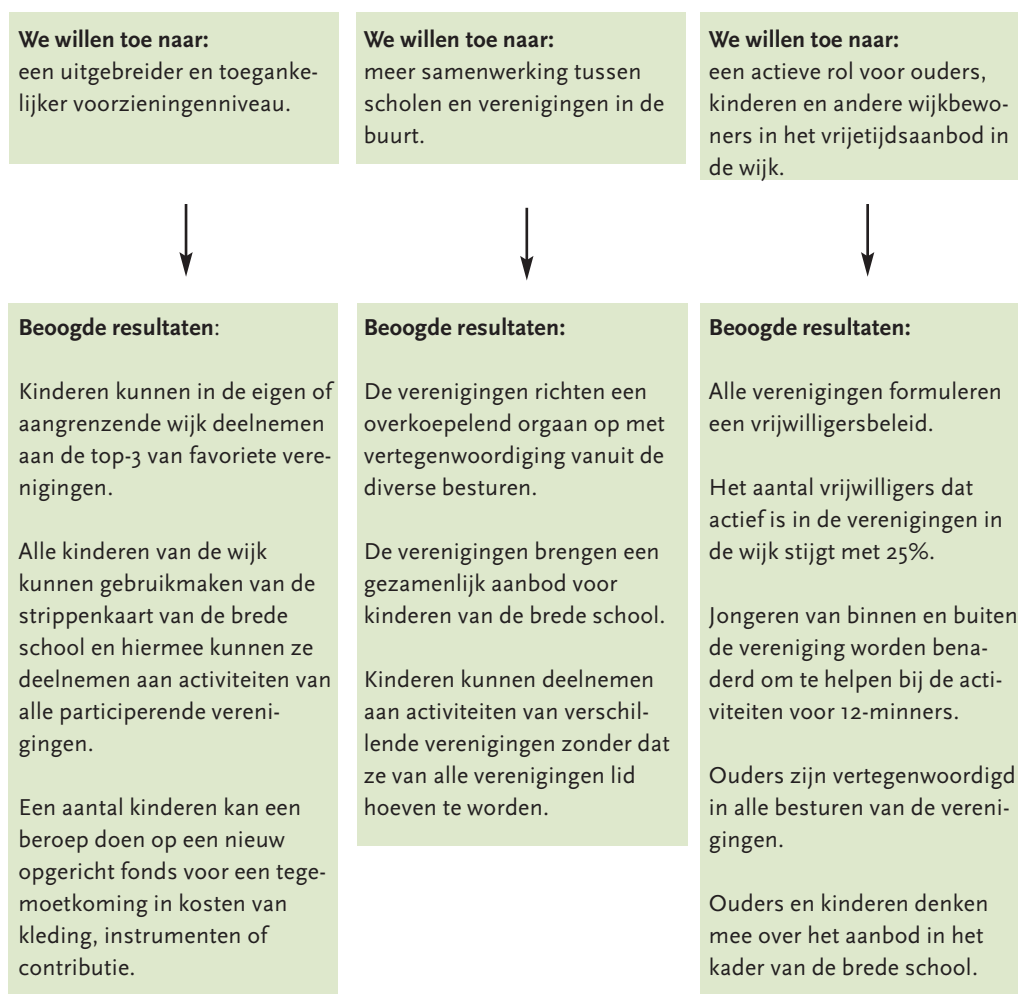 We willen toe naar:
een uitgebreider en toeganke-
lijker voorzieningenniveau.
We willen toe naar:
meer samenwerking tussen
scholen en verenigingen in de
buurt.
We willen toe naar:
een actieve rol voor ouders,
kinderen en andere wijkbewo-
ners in het vrijetijdsaanbod in
de wijk.
Beoogde resultaten:
Kinderen kunnen in de eigen of
aangrenzende wijk deelnemen
aan de top-3 van favoriete vere-
nigingen.
Alle kinderen van de wijk
kunnen gebruikmaken van de
strippenkaart van de brede
school en hiermee kunnen ze
deelnemen aan activiteiten van
alle participerende vereni-
gingen.
Een aantal kinderen kan een
beroep doen op een nieuw
opgericht fonds voor een tege-
moetkoming in kosten van
kleding, instrumenten of
contributie.
Beoogde resultaten:
De verenigingen richten een
overkoepelend orgaan op met
vertegenwoordiging vanuit de
diverse besturen.
De verenigingen brengen een
gezamenlijk aanbod voor
kinderen van de brede school.
Kinderen kunnen deelnemen
aan activiteiten van verschil-
lende verenigingen zonder dat
ze van alle verenigingen lid
hoeven te worden.
Beoogde resultaten:
Alle verenigingen formuleren
een vrijwilligersbeleid.
Het aantal vrijwilligers dat
actief is in de verenigingen in
de wijk stijgt met 25%.
Jongeren van binnen en buiten
de vereniging worden bena-
derd om te helpen bij de acti-
viteiten voor 12-minners.
Ouders zijn vertegenwoordigd
in alle besturen van de vereni-
gingen.
Ouders en kinderen denken
mee over het aanbod in het
kader van de brede school.